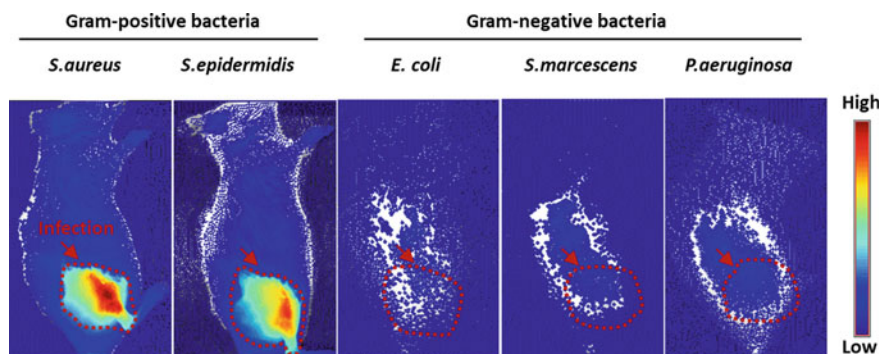 Gram-positive bacteria
Gram-negative bacteria
S.aureus
S.epidermidis
E. coli
S.marcescens
P.aeruginosa
High
Infection
Low